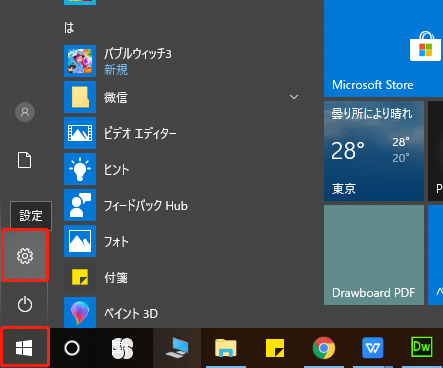 は
バブルウィッチ3
新規
微信
ビデオ エディター
ヒント
フィードバック Hub
フォト
付箋
ペイント 3D
設定
Microsoft Store
曇り所により晴れ
28°
28°
20°
東京
Drawboard PDF
Dw